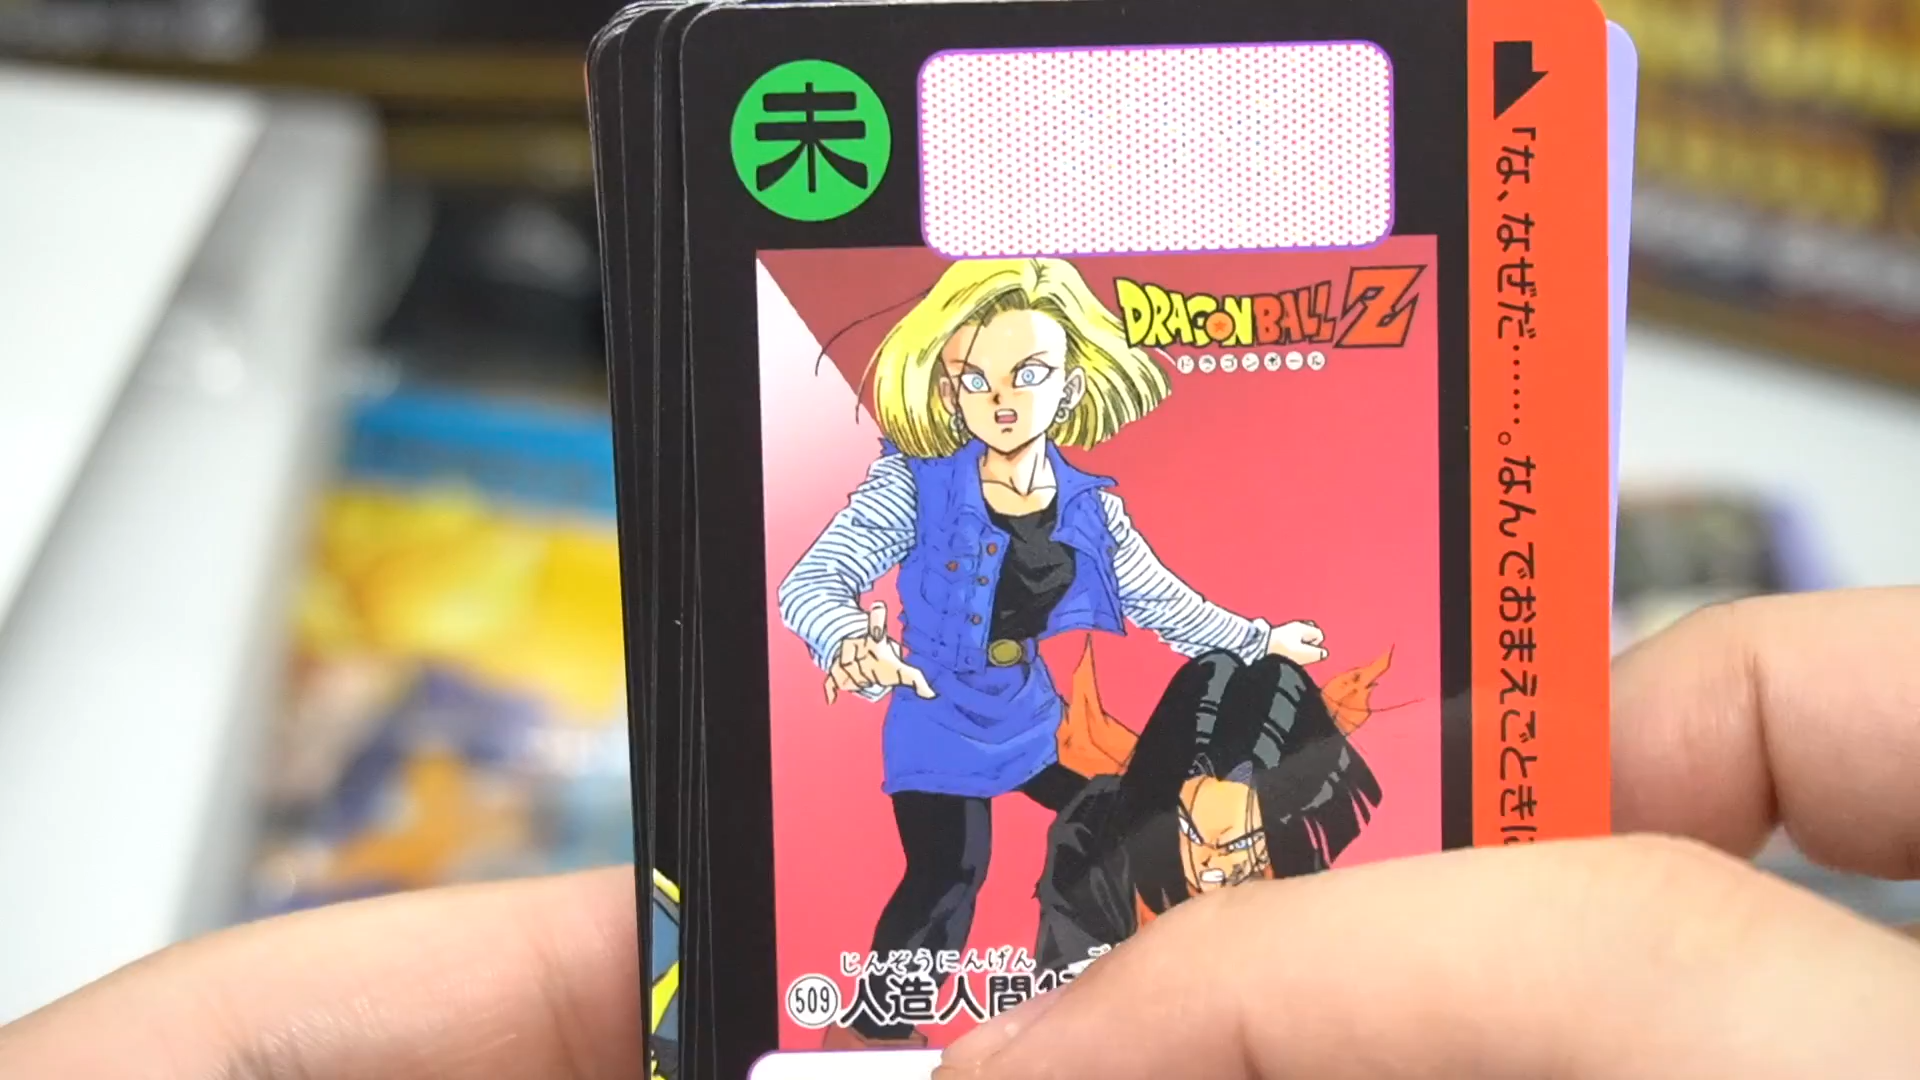 未
DRAGON BALL Z
ドラゴンボール
「な、なぜだ……。なんでおまえごときに
じんぞうにんげん
509 人造人間